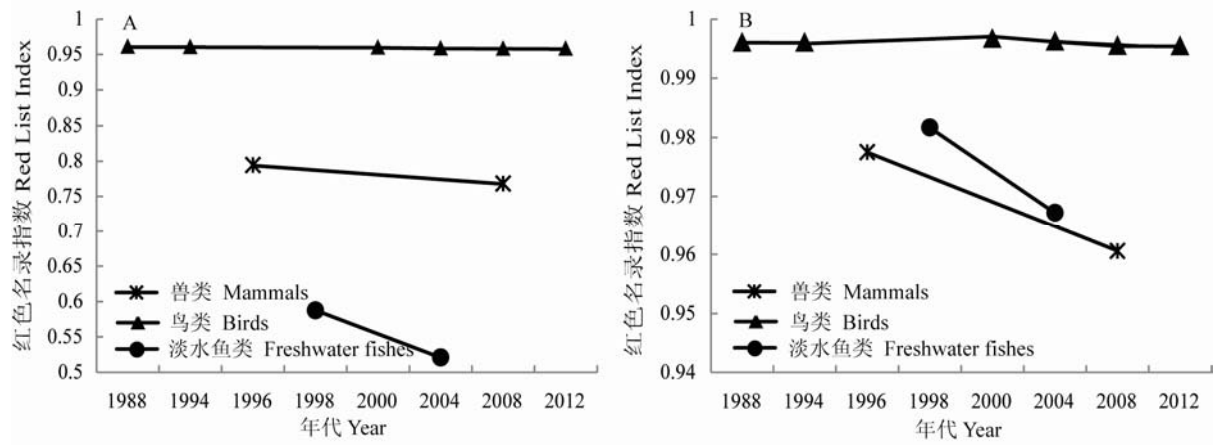 A
红色名录指数 Red List Index
1
0.95
0.9
0.85
0.8
0.75
0.7
0.65
0.6
0.55
0.5
兽类 Mammals
鸟类 Birds
淡水鱼类 Freshwater fishes
1988 1994 1996 1998 2000 2004 2008 2012
年代 Year
B
红色名录指数 Red List Index
1
0.99
0.98
0.97
0.96
0.95
0.94
兽类 Mammals
鸟类 Birds
淡水鱼类 Freshwater fishes
1988 1994 1996 1998 2000 2004 2008 2012
年代 Year